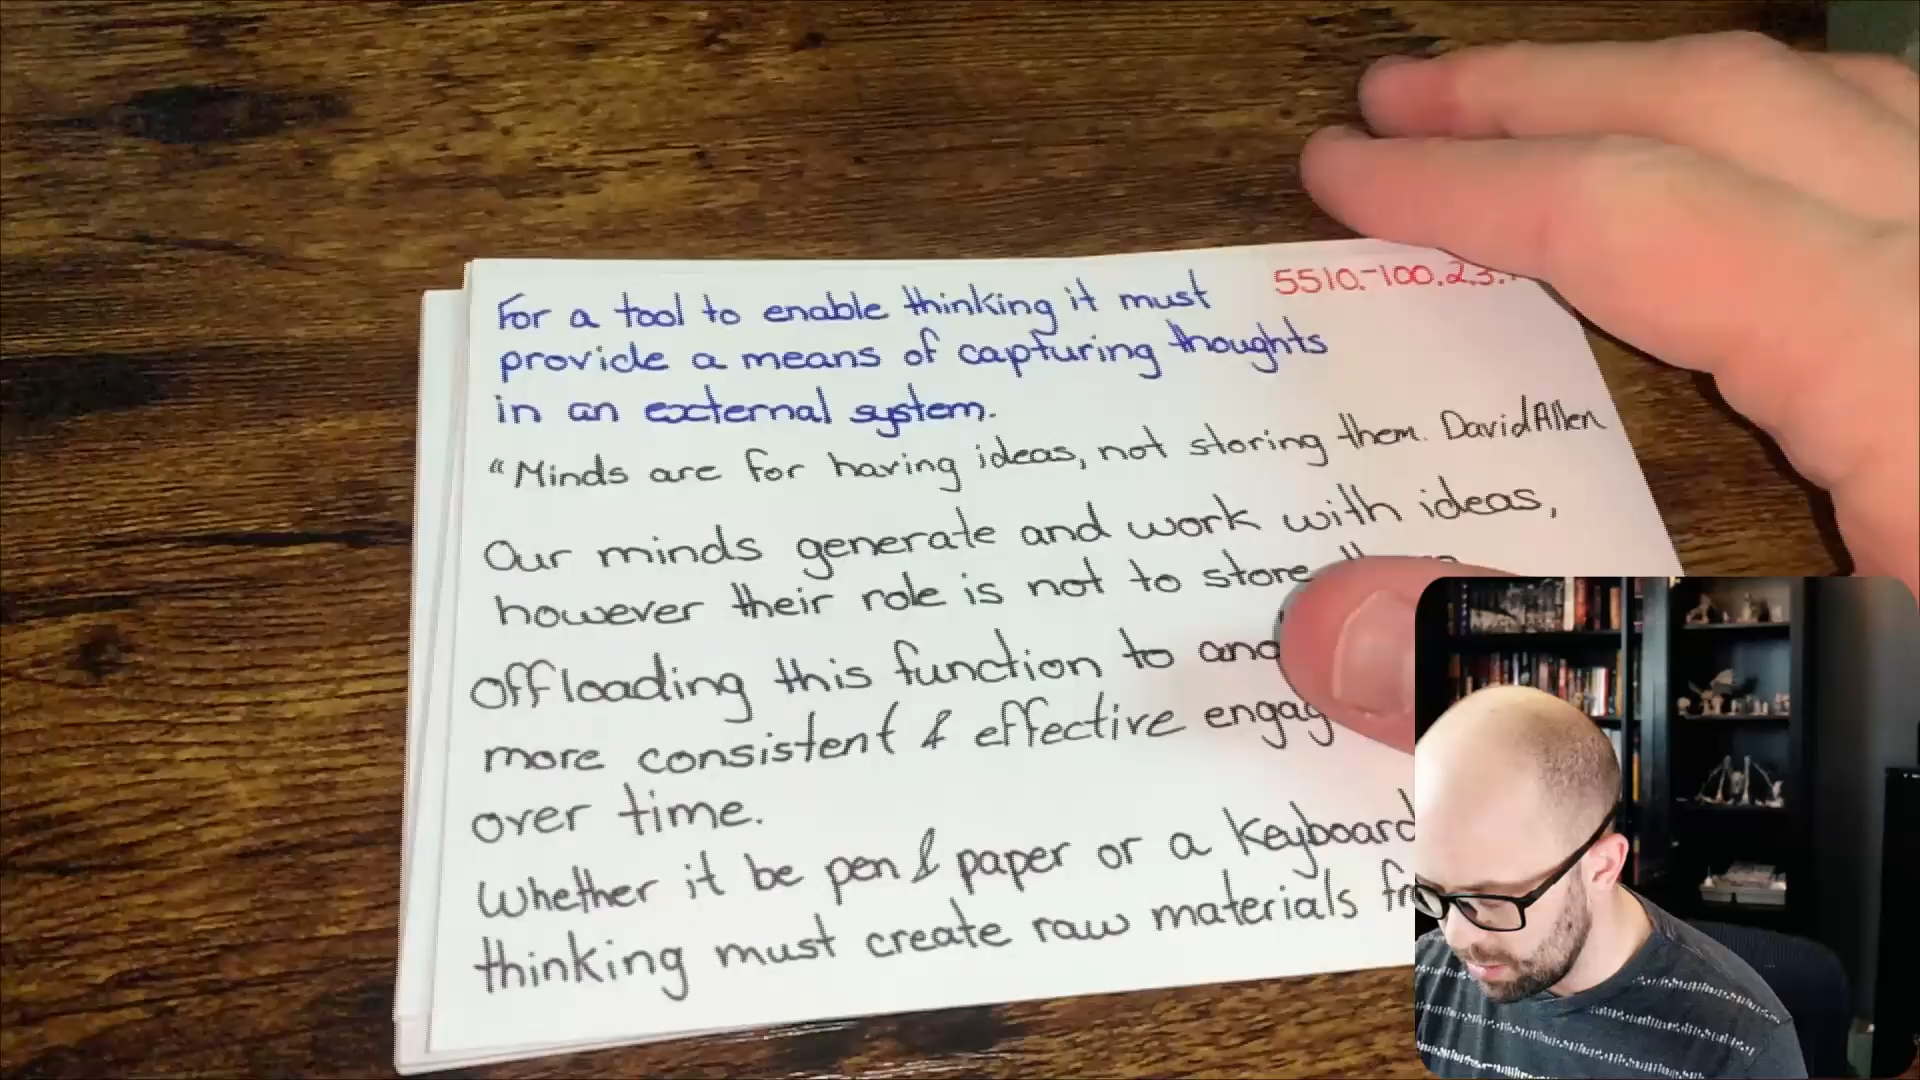 For a tool to enable thinking it must
5510.-100.2.3.
provide a means of capturing thoughts
in an external system.
“Minds are for having ideas, not storing them. David Allen
Our minds generate and work with ideas,
however their role is not to store
offloading this function to
more consistent & effective
over time.
Whether it be pen & paper or a keyboard
thinking must create raw materials